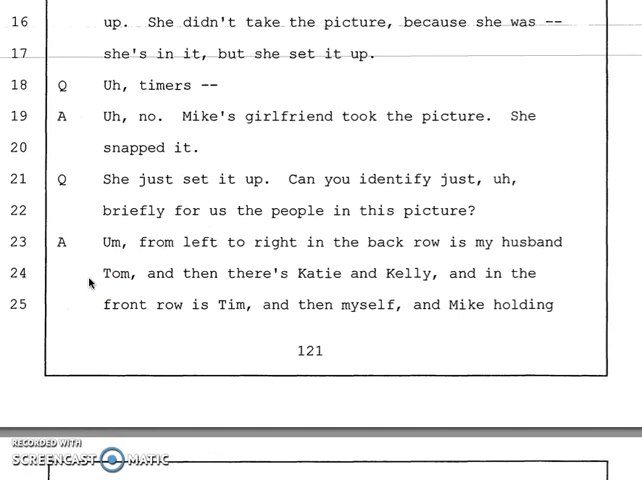 16 up. She didn't take the picture, because she was --
17 she's in it, but she set it up.
18 Q Uh, timers --
19 A Uh, no. Mike's girlfriend took the picture. She
20 snapped it.
21 Q She just set it up. Can you identify just, uh,
22 briefly for us the people in this picture?
23 A Um, from left to right in the back row is my husband
24 Tom, and then there's Katie and Kelly, and in the
25 front row is Tim, and then myself, and Mike holding
121
RECORDED WITH
SCREENCAST-O-MATIC